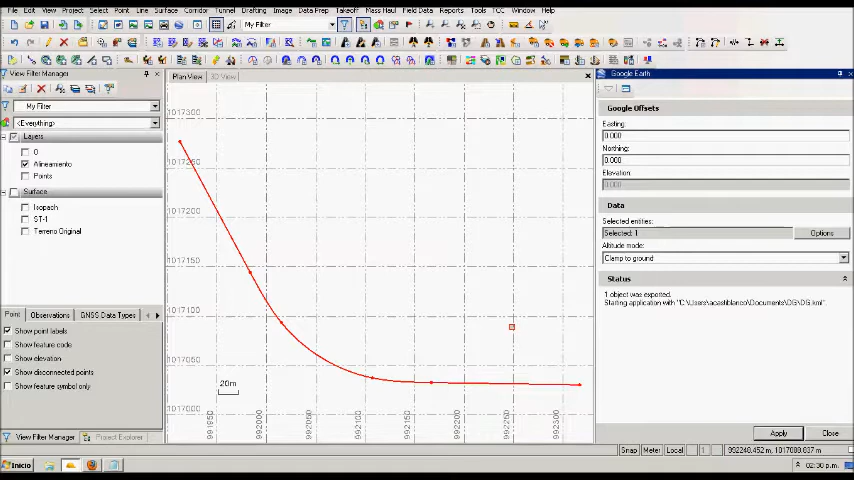 File Edit View Project Select Point Line Surface Corridor Tunnel Drafting Image Data Prep Takeoff Mass Haul Field Data Reports Tools TCC Window Help
My Filter
View Filter Manager
Plan View 3D View
Google Earth
My Filter
<Everything>
Layers
0
Alineamiento
Points
Surface
Isopach
ST-1
Terreno Original
Point Observations GNSS Data Types
Show point labels
Show feature code
Show elevation
Show disconnected points
Show feature symbol only
View Filter Manager Project Explorer
1017300
1017250
1017200
1017150
1017100
1017050
1017000
20m
991950
992000
992050
992100
992150
992200
992250
992300
Google Offsets
Easting:
0.000
Northing:
0.000
Elevation:
0.000
Data
Selected entities:
Selected: 1
Options
Altitude mode:
Clamp to ground
Status
1 object was exported.
Starting application with "C:\Users\acastiblanco\Documents\DG\DG.kml".
Apply Close
Snap Meter Local 1
Inicio
02:30 p.m.